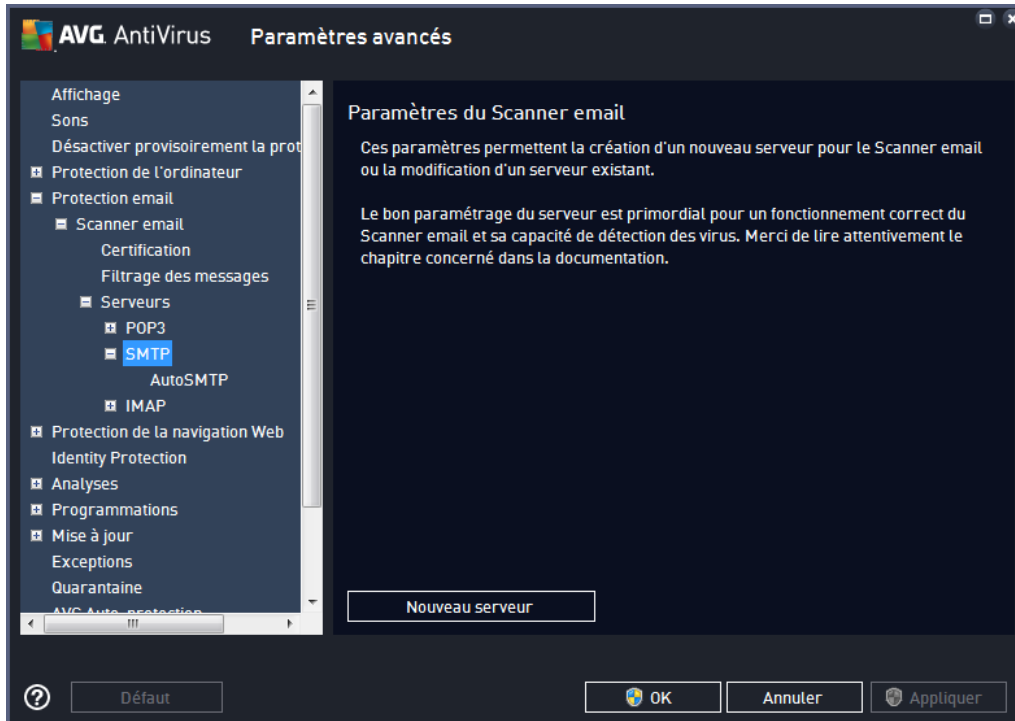 AVG. AntiVirus Paramètres avancés
Affichage
Sons
Désactiver provisoirement la prot
Protection de l'ordinateur
Protection email
Scanner email
Certification
Filtrage des messages
Serveurs
POP3
SMTP
AutoSMTP
IMAP
Protection de la navigation Web
Identity Protection
Analyses
Programmations
Mise à jour
Exceptions
Quarantaine
AVG Auto-protection
Paramètres du Scanner email
Ces paramètres permettent la création d'un nouveau serveur pour le Scanner email
ou la modification d'un serveur existant.
Le bon paramétrage du serveur est primordial pour un fonctionnement correct du
Scanner email et sa capacité de détection des virus. Merci de lire attentivement le
chapitre concerné dans la documentation.
Nouveau serveur
Défaut
OK
Annuler
Appliquer